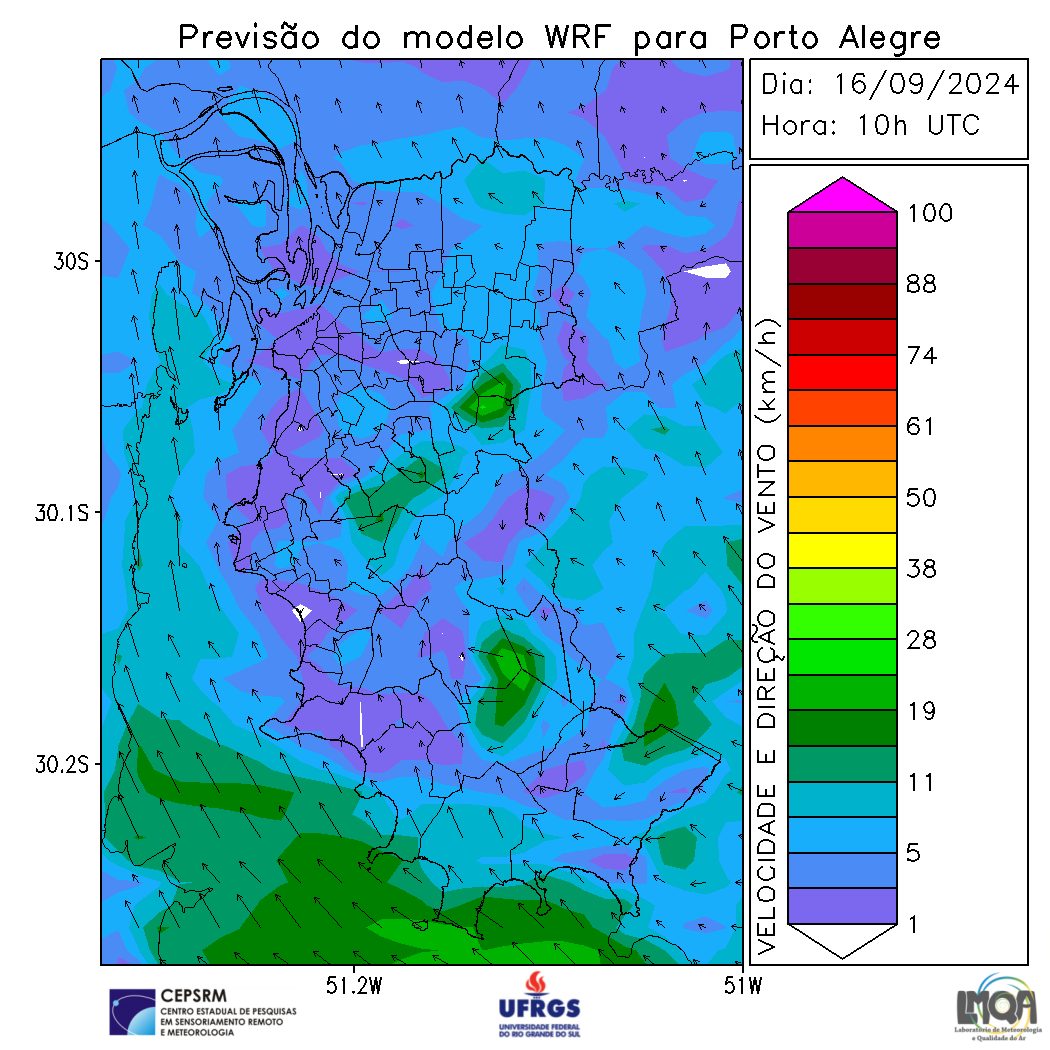 Previsão do modelo WRF para Porto Alegre
Dia: 16/09/2024
Hora: 10h UTC
30S
30.1S
30.2S
51.2W
51W
VELOCIDADE E DIREÇÃO DO VENTO (km/h)
100
88
74
61
50
38
28
19
11
5
1
CEPSRM
CENTRO ESTADUAL DE PESQUISAS
EM SENSORIAMENTO REMOTO
E METEOROLOGIA
UFRGS
UNIVERSIDADE FEDERAL
DO RIO GRANDE DO SUL
LMQA
Laboratório de Meteorologia
e Qualidade do Ar